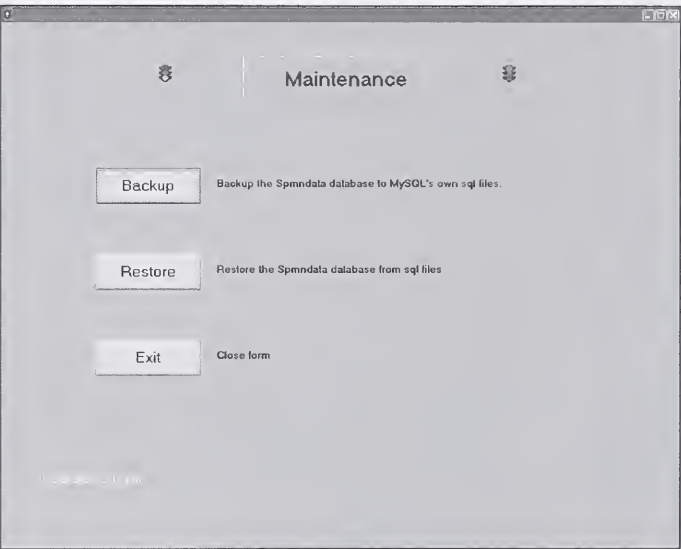 Maintenance
Backup
Backup the Spmndata database to MySQL's own sql files.
Restore
Restore the Spmndata database from sql files
Exit
Close form